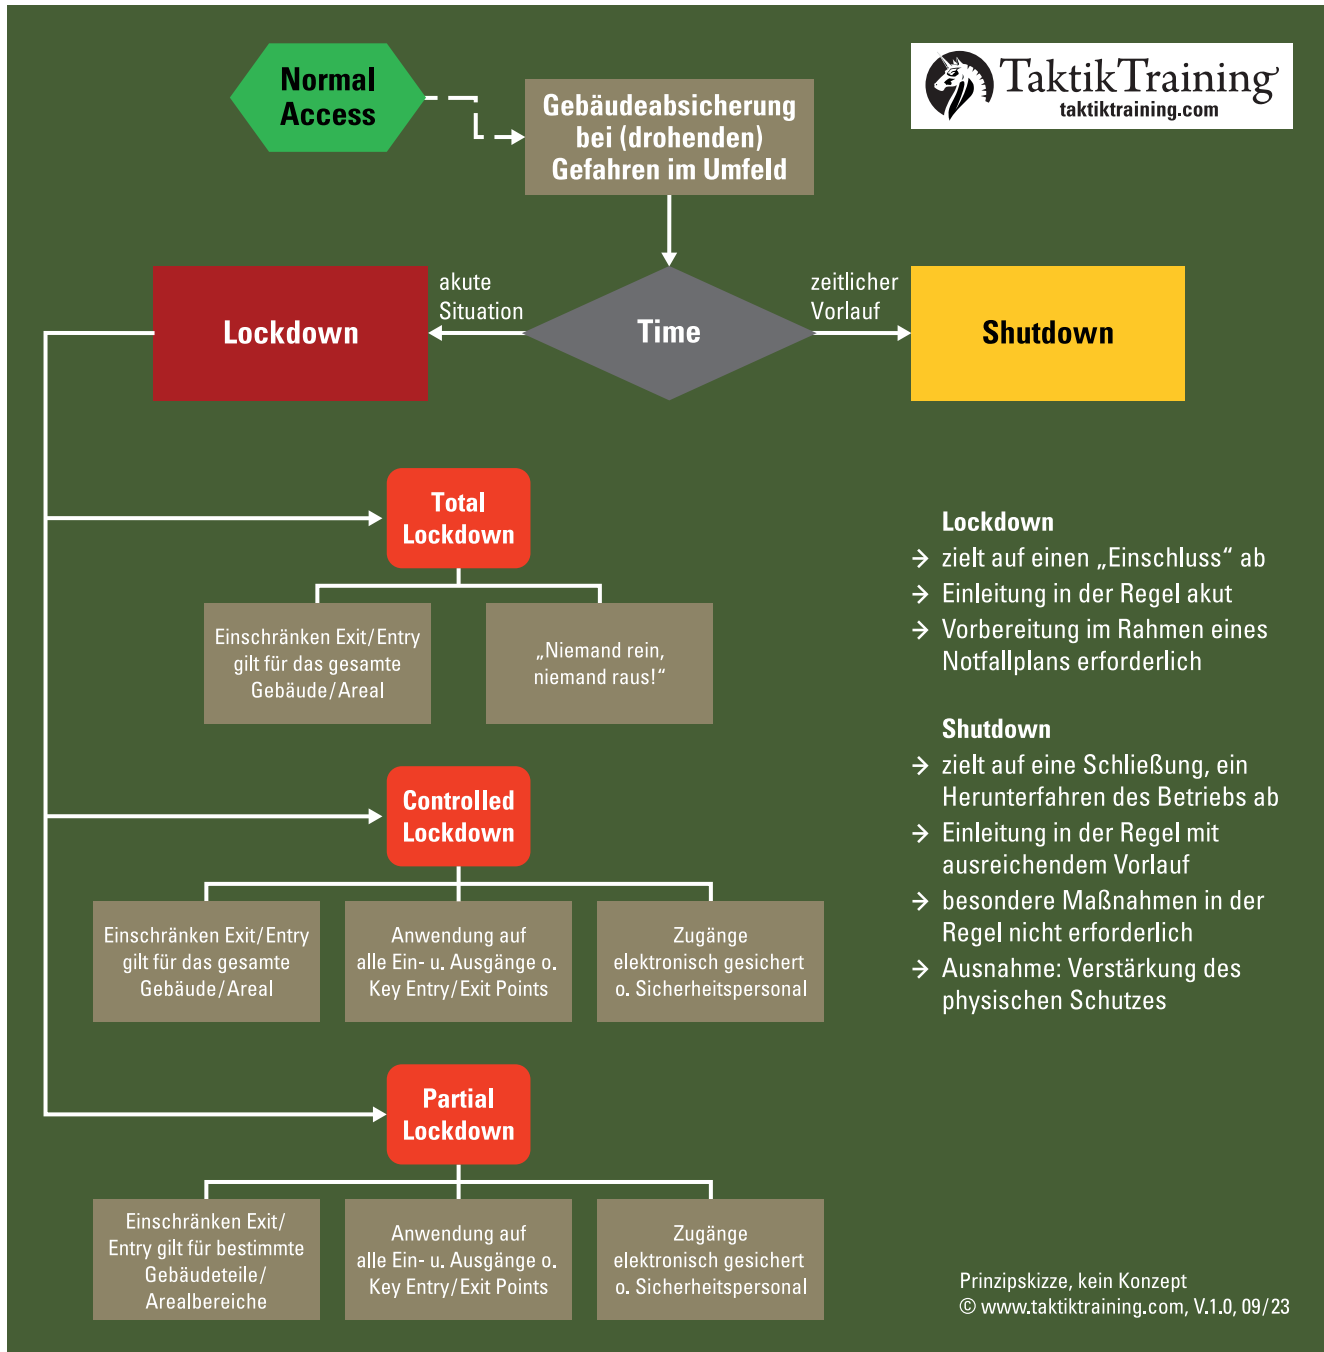 Normal
Access
Gebäudeabsicherung
bei (drohenden)
Gefahren im Umfeld
TaktikTraining
taktiktraining.com
Lockdown
akute
Situation
Time
zeitlicher
Vorlauf
Shutdown
Total
Lockdown
Einschränken Exit/Entry
gilt für das gesamte
Gebäude/Areal
„Niemand rein,
niemand raus!“
Controlled
Lockdown
Einschränken Exit/Entry
gilt für das gesamte
Gebäude/Areal
Anwendung auf
alle Ein- u. Ausgänge o.
Key Entry/Exit Points
Zugänge
elektronisch gesichert
o. Sicherheitspersonal
Partial
Lockdown
Einschränken Exit/
Entry gilt für bestimmte
Gebäudeteile/
Arealbereiche
Anwendung auf
alle Ein- u. Ausgänge o.
Key Entry/Exit Points
Zugänge
elektronisch gesichert
o. Sicherheitspersonal
Lockdown
→ zielt auf einen „Einschluss“ ab
→ Einleitung in der Regel akut
→ Vorbereitung im Rahmen eines
Notfallplans erforderlich
Shutdown
→ zielt auf eine Schließung, ein
Herunterfahren des Betriebs ab
→ Einleitung in der Regel mit
ausreichendem Vorlauf
→ besondere Maßnahmen in der
Regel nicht erforderlich
→ Ausnahme: Verstärkung des
physischen Schutzes
Prinzipskizze, kein Konzept
© www.taktiktraining.com, V.1.0, 09/23